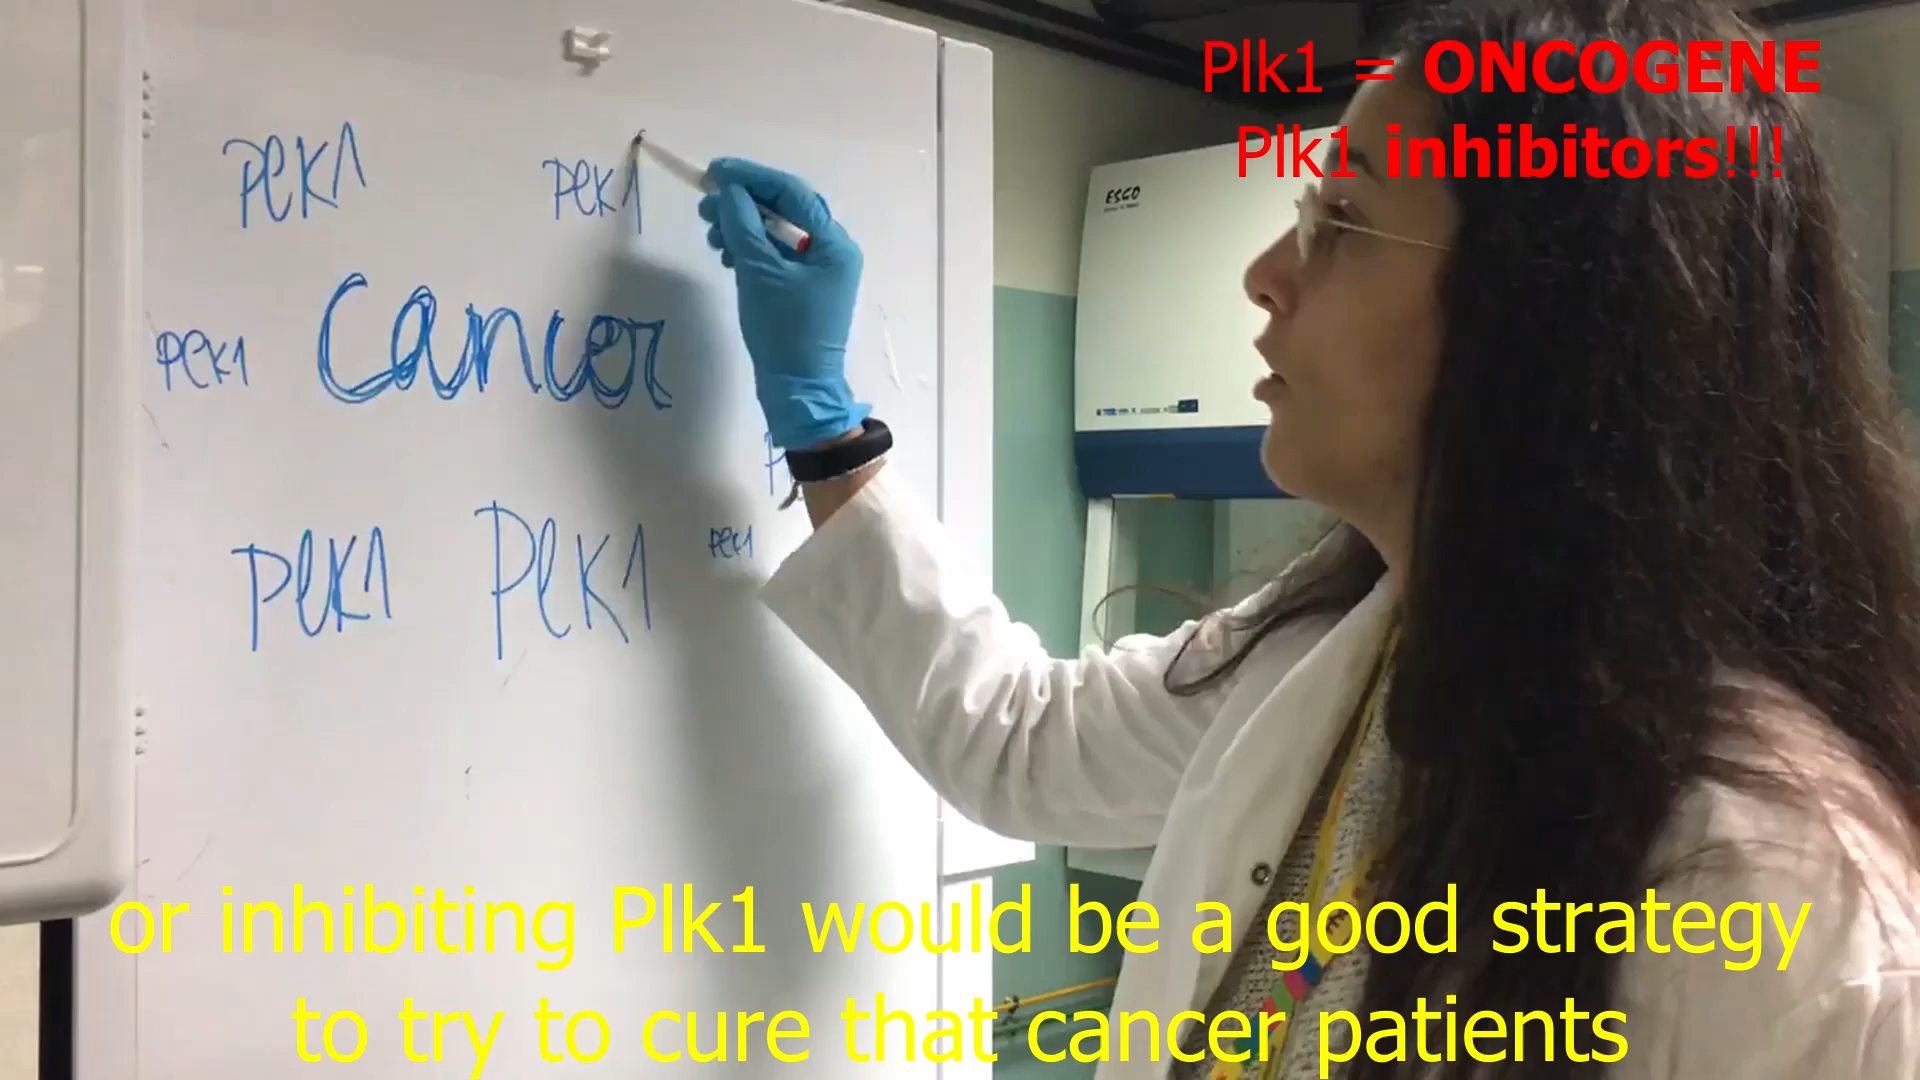 Plk1 = ONCOGENE
Plk1 inhibitors!!!
Plk1
Plk1
ESCO
cancer
Plk1
Plk1
Plk1
Plk1
or inhibiting Plk1 would be a good strategy
to try to cure that cancer patients